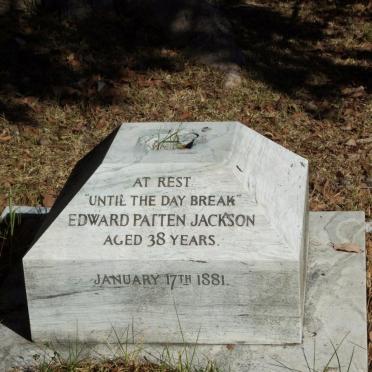 AT REST
"UNTIL THE DAY BREAK"
EDWARD PATTEN JACKSON
AGED 38 YEARS.
JANUARY 17TH 1881.